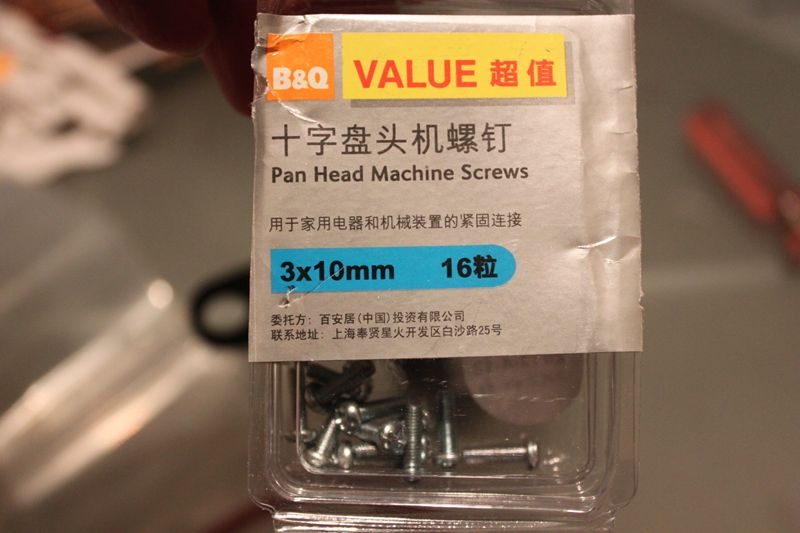 B&Q VALUE 超值
十字盘头机螺钉
Pan Head Machine Screws
用于家用电器和机械装置的紧固连接
3x10mm 16粒
委托方：百安居(中国)投资有限公司
联系地址：上海奉贤星火开发区白沙路25号